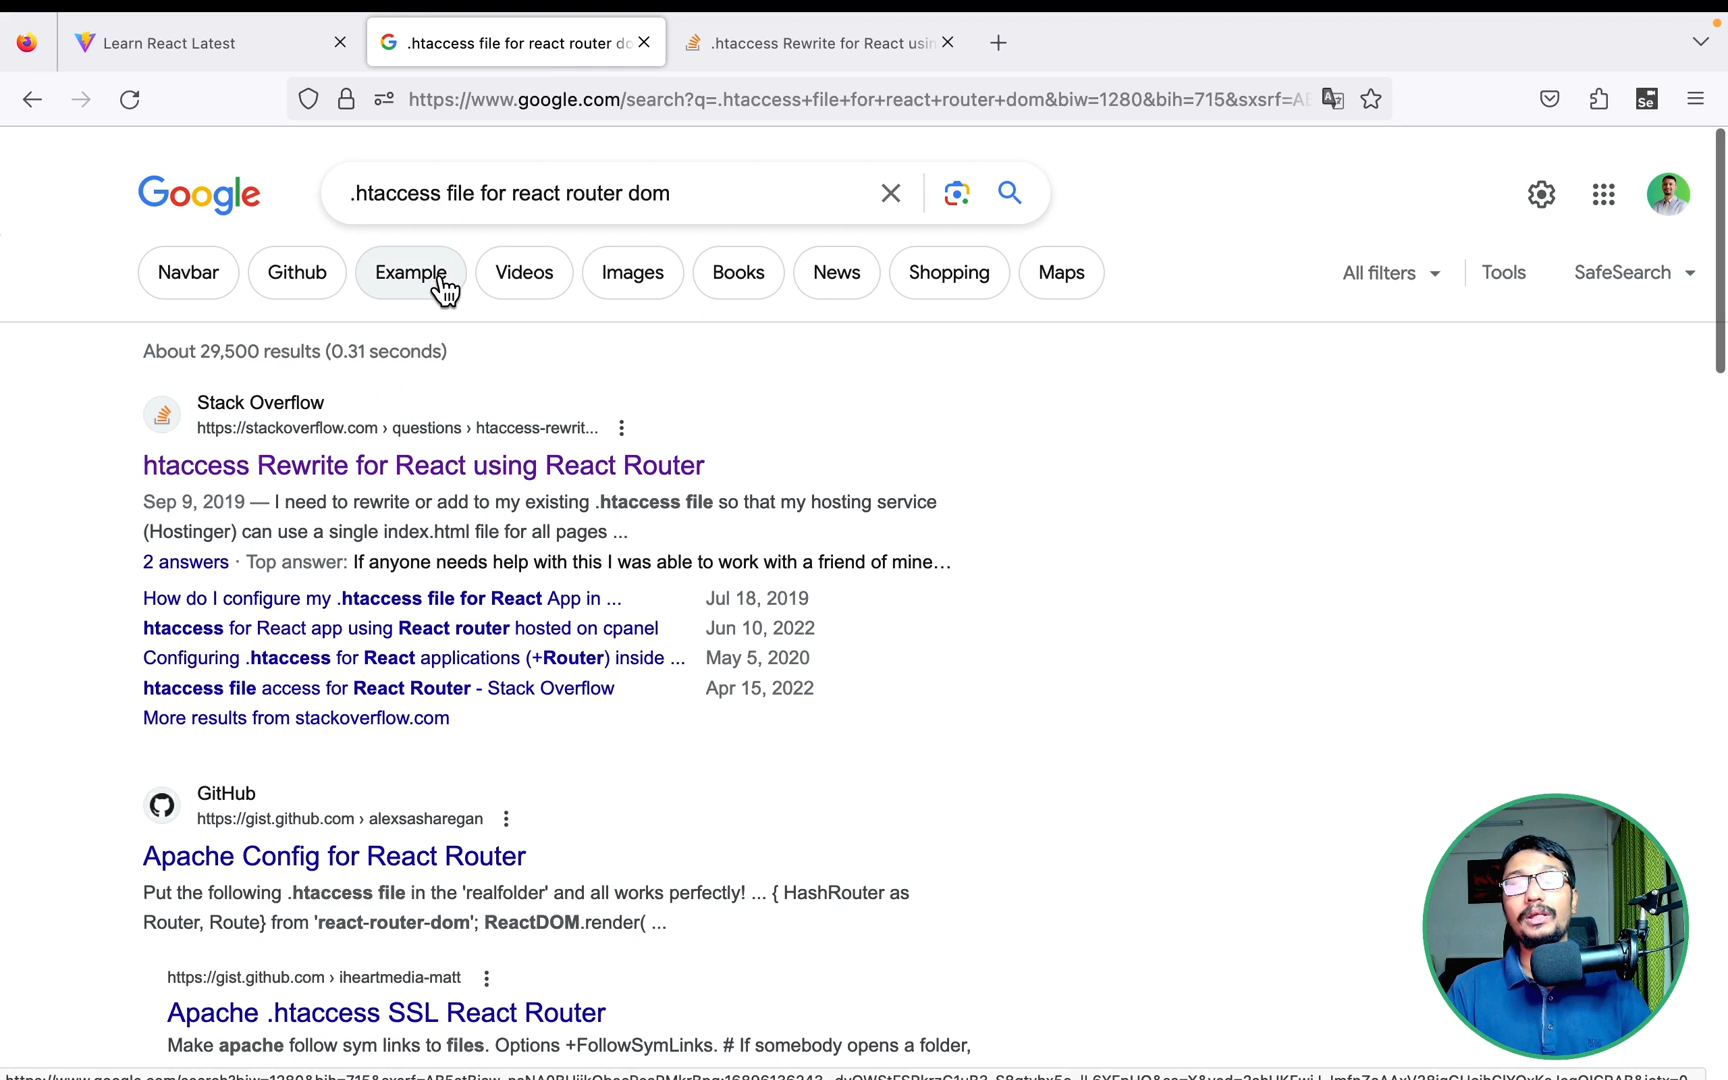 Learn React Latest
.htaccess file for react router do
.htaccess Rewrite for React usin
https://www.google.com/search?q=.htaccess+file+for+react+router+dom&biw=1280&bih=715&sxsrf=AB
Se
Google
.htaccess file for react router dom
Navbar
Github
Example
Videos
Images
Books
News
Shopping
Maps
All filters
Tools
SafeSearch
About 29,500 results (0.31 seconds)
Stack Overflow
https://stackoverflow.com › questions › htaccess-rewrit...
htaccess Rewrite for React using React Router
Sep 9, 2019 — I need to rewrite or add to my existing .htaccess file so that my hosting service
(Hostinger) can use a single index.html file for all pages ...
2 answers · Top answer: If anyone needs help with this I was able to work with a friend of mine...
How do I configure my .htaccess file for React App in ... Jul 18, 2019
htaccess for React app using React router hosted on cpanel Jun 10, 2022
Configuring .htaccess for React applications (+Router) inside ... May 5, 2020
htaccess file access for React Router - Stack Overflow Apr 15, 2022
More results from stackoverflow.com
GitHub
https://gist.github.com › alexsasharegan
Apache Config for React Router
Put the following .htaccess file in the 'realfolder' and all works perfectly! ... { HashRouter as
Router, Route} from 'react-router-dom'; ReactDOM.render( ...
https://gist.github.com › iheartmedia-matt
Apache .htaccess SSL React Router
Make apache follow sym links to files. Options +FollowSymLinks. # If somebody opens a folder,